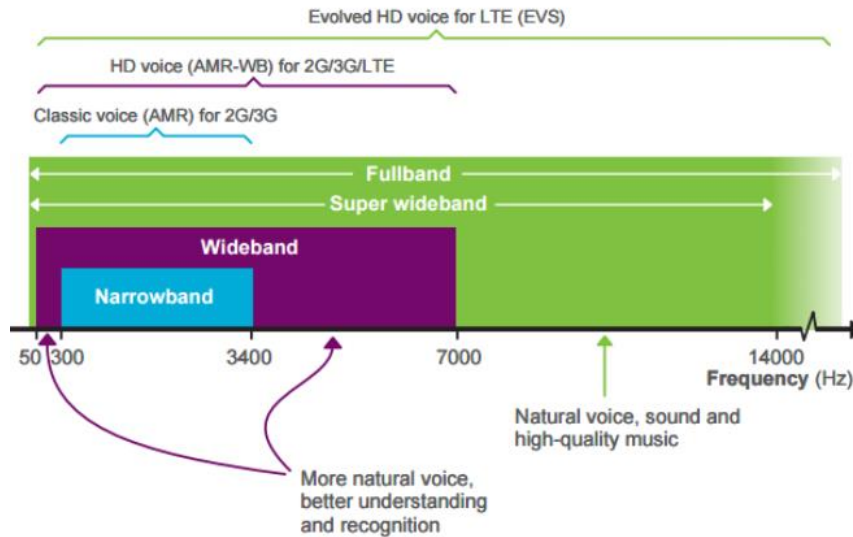 Evolved HD voice for LTE (EVS)
HD voice (AMR-WB) for 2G/3G/LTE
Classic voice (AMR) for 2G/3G
Fullband
Super wideband
Wideband
Narrowband
50 300 3400 7000 14000
Frequency (Hz)
Natural voice, sound and
high-quality music
More natural voice,
better understanding
and recognition